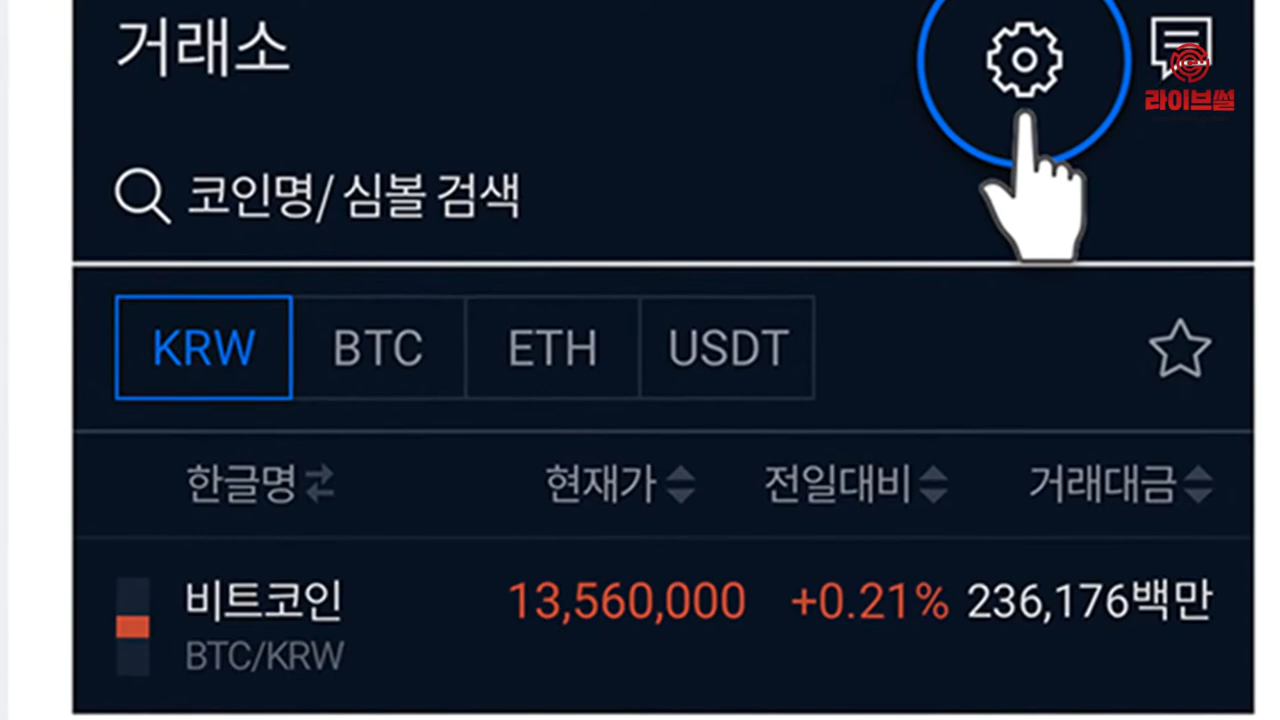 거래소
라이브썰
코인명/ 심볼 검색
KRW BTC ETH USDT
한글명 현재가 전일대비 거래대금
비트코인 13,560,000 +0.21% 236,176백만
BTC/KRW